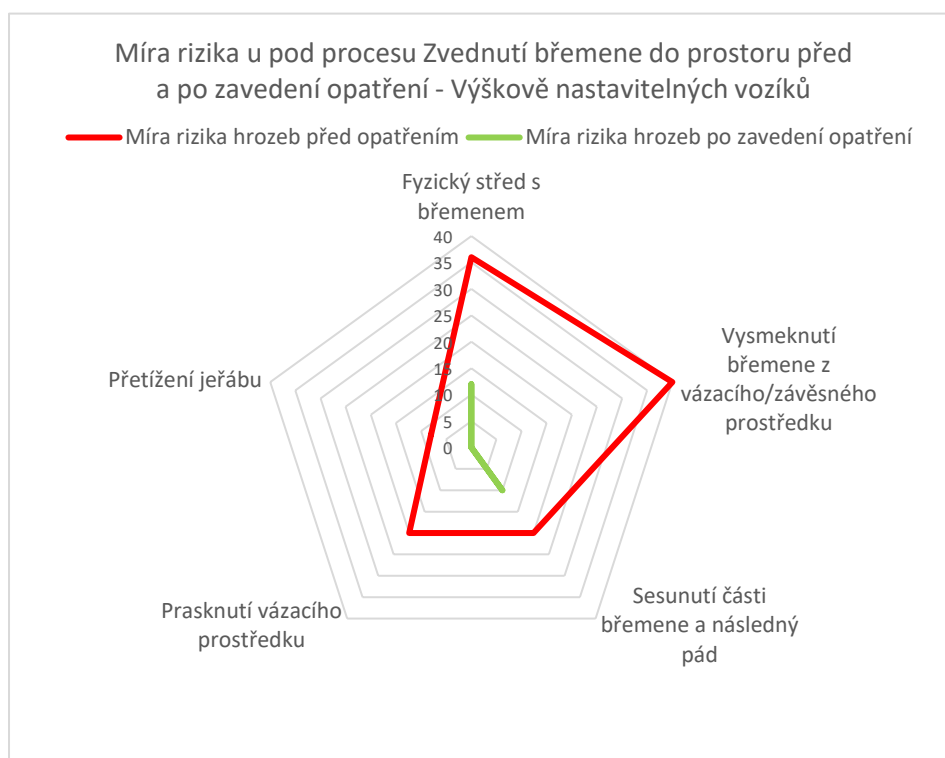 Míra rizika u pod procesu Zvednutí břemene do prostoru před
a po zavedení opatření - Výškově nastavitelných vozíků
Míra rizika hrozeb před opatřením
Míra rizika hrozeb po zavedení opatření
Fyzický střed s
břemenem
40
35
30
25
20
15
10
5
0
Vysmeknutí
břemene z
vázacího/závěsného
prostředku
Přetížení jeřábu
Sesunutí části
břemene a následný
pád
Prasknutí vázacího
prostředku